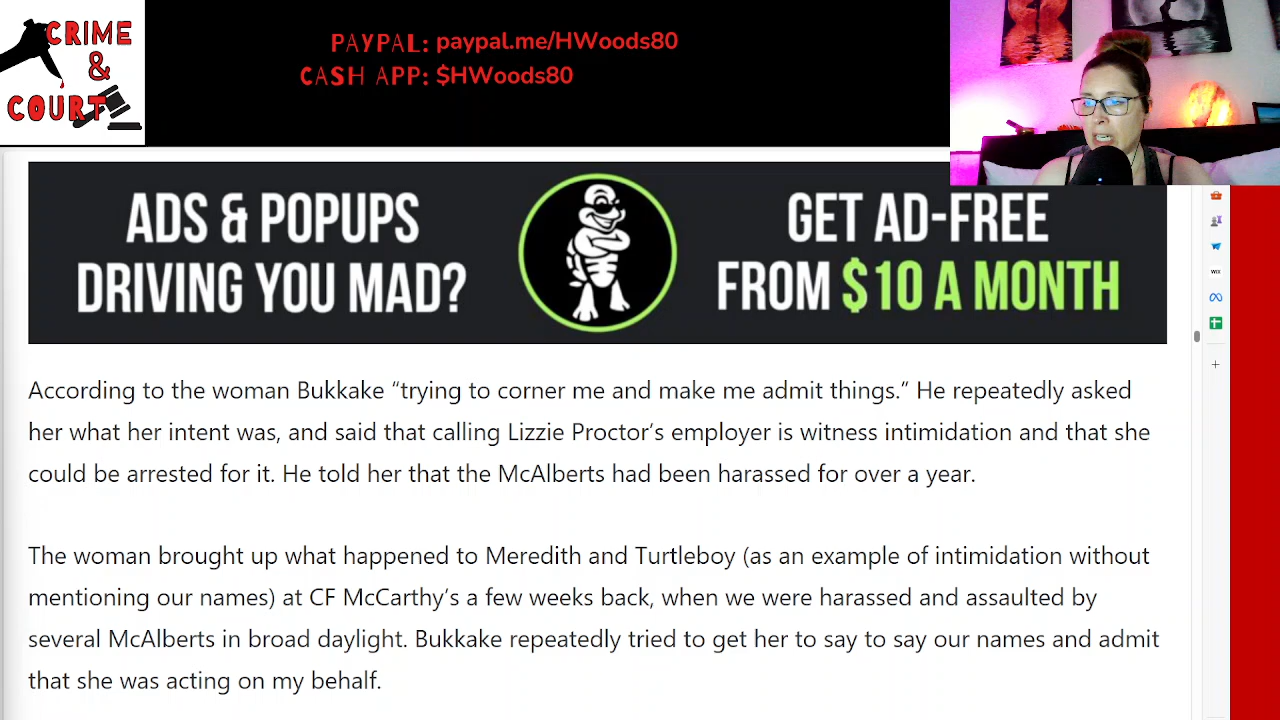 CRIME
&
COURT
PAYPAL: paypal.me/HWoods80
CASH APP: $HWoods80
ADS & POPUPS
DRIVING YOU MAD?
GET AD-FREE
FROM $10 A MONTH
WIX
According to the woman Bukkake “trying to corner me and make me admit things.” He repeatedly asked
her what her intent was, and said that calling Lizzie Proctor’s employer is witness intimidation and that she
could be arrested for it. He told her that the McAlberts had been harassed for over a year.
The woman brought up what happened to Meredith and Turtleboy (as an example of intimidation without
mentioning our names) at CF McCarthy’s a few weeks back, when we were harassed and assaulted by
several McAlberts in broad daylight. Bukkake repeatedly tried to get her to say to say our names and admit
that she was acting on my behalf.